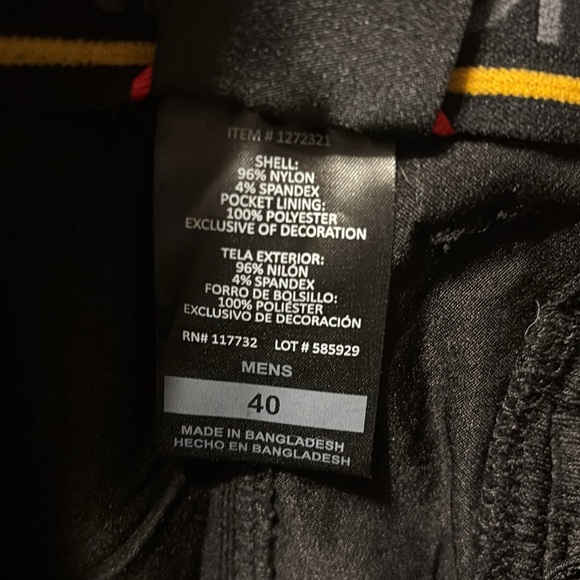 ITEM # 1272321
SHELL:
96% NYLON
4% SPANDEX
POCKET LINING:
100% POLYESTER
EXCLUSIVE OF DECORATION
TELA EXTERIOR:
96% NILÓN
4% SPANDEX
FORRO DE BOLSILLO:
100% POLIÉSTER
EXCLUSIVO DE DECORACIÓN
RN# 117732 LOT # 585929
MENS
40
MADE IN BANGLADESH
HECHO EN BANGLADESH